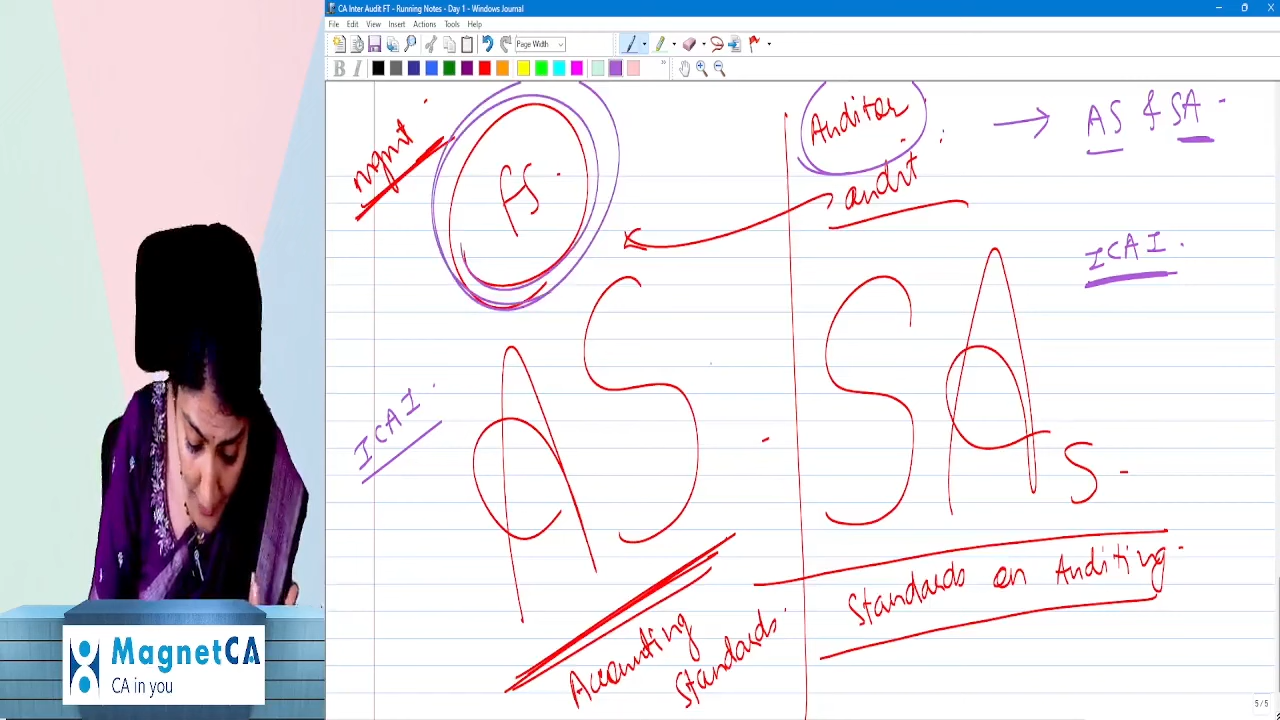 CA Inter Audit FT - Running Notes - Day 1 - Windows Journal
File Edit View Insert Actions Tools Help
Page Width
B I
mgmt.
FS.
Auditor
audit
→ AS & SA.
ICAI.
ICAI.
AS
SAs
Accounting Standards.
Standards on Auditing.
MagnetCA
CA in you
5/5